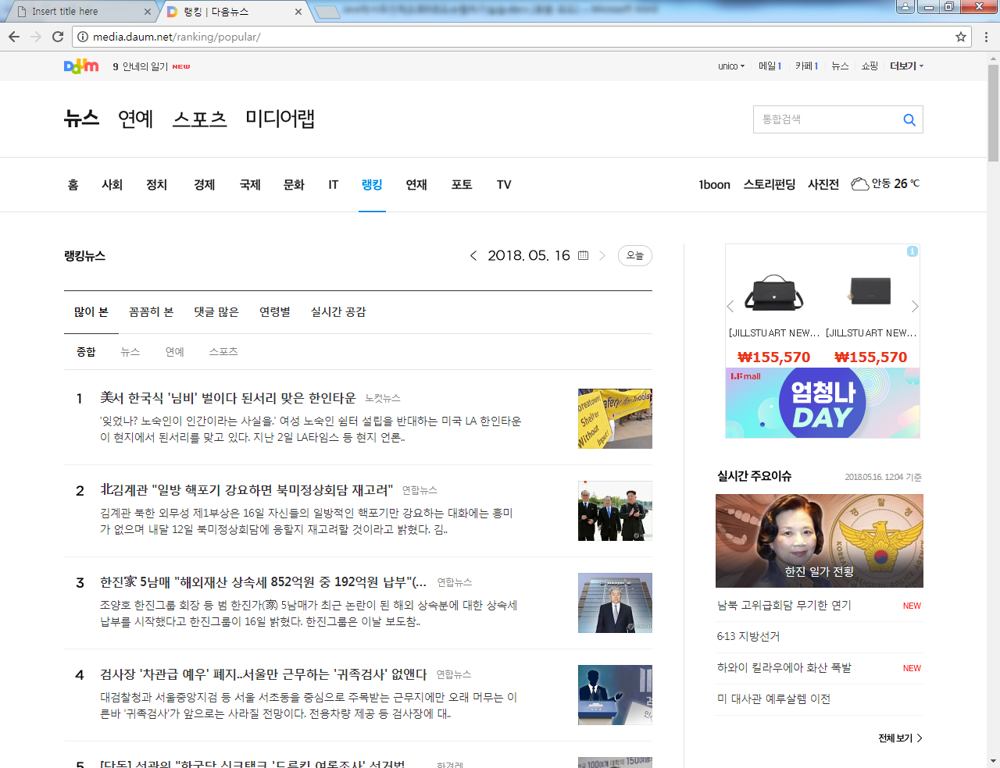 Insert title here
랭킹 | 다음뉴스
media.daum.net/ranking/popular/
Daum
9 안네의 일기 NEW
unico
메일 1
카페 1
뉴스
쇼핑
더보기
뉴스 연예 스포츠 미디어랩
통합검색
홈 사회 정치 경제 국제 문화 IT 랭킹 연재 포토 TV
1boon 스토리펀딩 사진전 안동 26 ℃
랭킹뉴스
2018. 05. 16
오늘
많이 본 꼼꼼히 본 댓글 많은 연령별 실시간 공감
종합 뉴스 연예 스포츠
1 美서 한국식 '님비' 벌이다 된서리 맞은 한인타운 노컷뉴스
'잊었나? 노숙인이 인간이라는 사실을.' 여성 노숙인 쉼터 설립을 반대하는 미국 LA 한인타운
이 현지에서 된서리를 맞고 있다. 지난 2일 LA타임스 등 현지 언론..
Shelter
Without
2 北김계관 "일방 핵포기 강요하면 북미정상회담 재고려" 연합뉴스
김계관 북한 외무성 제1부상은 16일 자신들의 일방적인 핵포기만 강요하는 대화에는 흥미
가 없으며 내달 12일 북미정상회담에 응할지 재고려할 것이라고 밝혔다. 김..
3 한진家 5남매 "해외재산 상속세 852억원 중 192억원 납부"(... 연합뉴스
조양호 한진그룹 회장 등 범 한진가(家) 5남매가 최근 논란이 된 해외 상속분에 대한 상속세
납부를 시작했다고 한진그룹이 16일 밝혔다. 한진그룹은 이날 보도참..
HANJIN
4 검사장 '차관급 예우' 폐지..서울만 근무하는 '귀족검사' 없앤다 연합뉴스
대검찰청과 서울중앙지검 등 서울 서초동을 중심으로 주목받는 근무지에만 오래 머무는 이
른바 '귀족검사'가 앞으로는 사라질 전망이다. 전용차량 제공 등 검사장에 대..
5
한겨레
[JILLSTUART NEW...
[JILLSTUART NEW...
₩155,570
₩155,570
LF mall
엄청나
DAY
실시간 주요이슈
2018.05.16. 12:04 기준
한진 일가 전횡
남북 고위급회담 무기한 연기 NEW
6·13 지방선거
하와이 킬라우에아 화산 폭발 NEW
미 대사관 예루살렘 이전
전체 보기